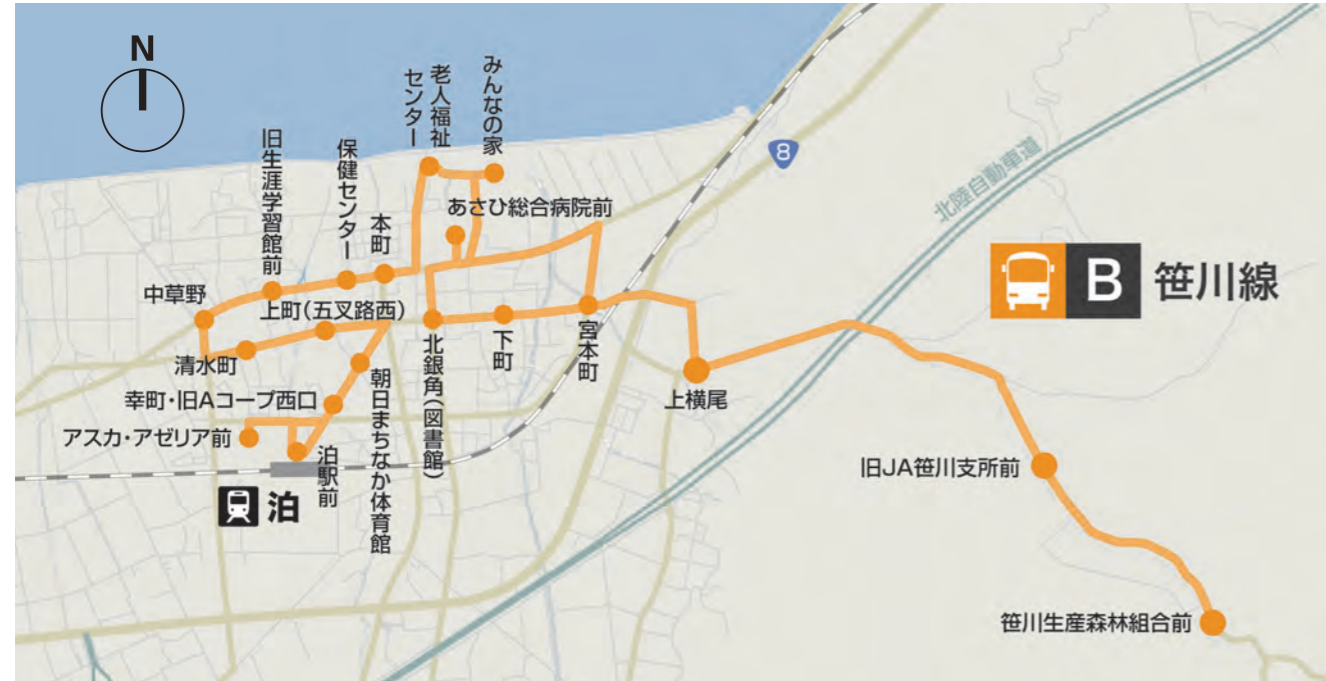 N
老人福祉
センター
みんなの家
旧生涯学習館前
保健センター
本町
あさひ総合病院前
8
北陸自動車道
B 笹川線
中草野
上町(五叉路西)
清水町
北銀角(図書館)
下町
宮本町
幸町・旧Aコープ西口
朝日まちなか体育館
上横尾
アスカ・アゼリア前
泊駅前
泊
旧JA笹川支所前
笹川生産森林組合前